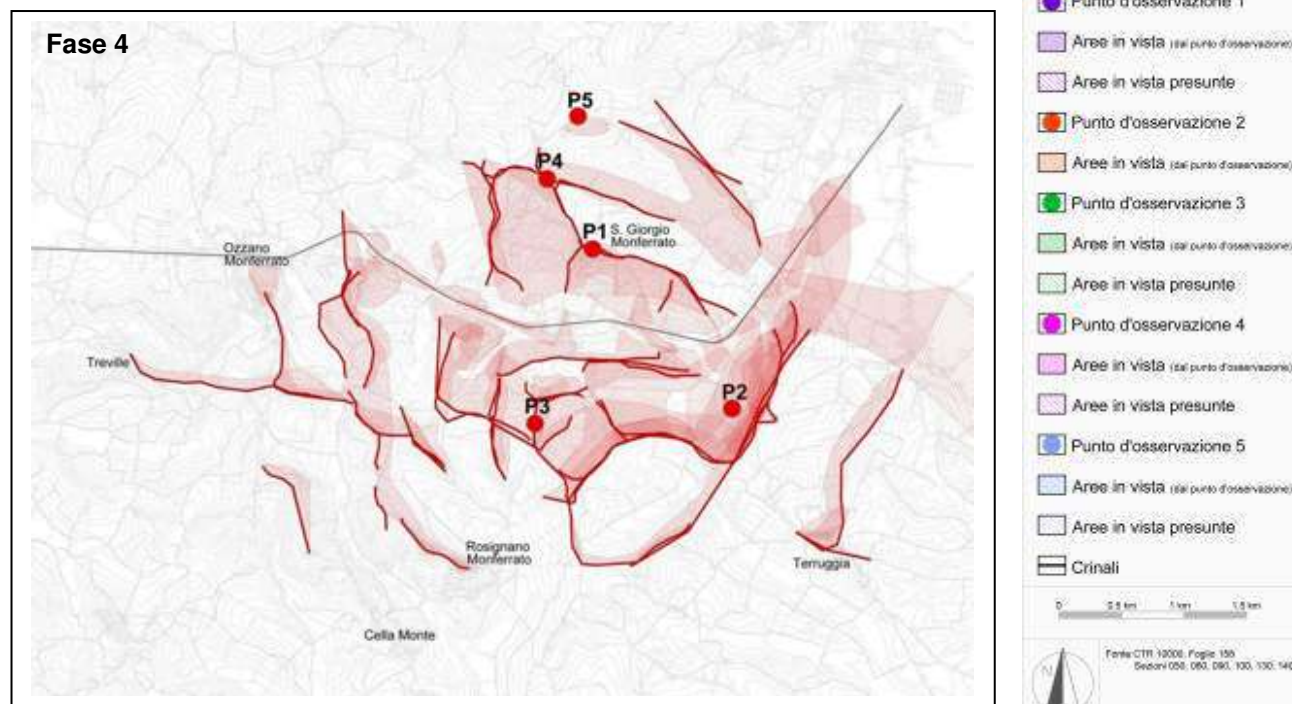 Fase 4
P5
P4
P1
S. Giorgio
Monferrato
Ozzano
Monferrato
Treville
P2
P3
Rosignano
Monferrato
Terruggia
Cella Monte
Punto d'osservazione 1
Aree in vista (dal punto d'osservazione)
Aree in vista presunte
Punto d'osservazione 2
Aree in vista (dal punto d'osservazione)
Punto d'osservazione 3
Aree in vista (dal punto d'osservazione)
Aree in vista presunte
Punto d'osservazione 4
Aree in vista (dal punto d'osservazione)
Aree in vista presunte
Punto d'osservazione 5
Aree in vista (dal punto d'osservazione)
Aree in vista presunte
Crinali
0 0.5 km 1 km 1.5 km
Fonte CTR 10000, Foglio 158
Sezioni 050, 060, 090, 100, 130, 140
N